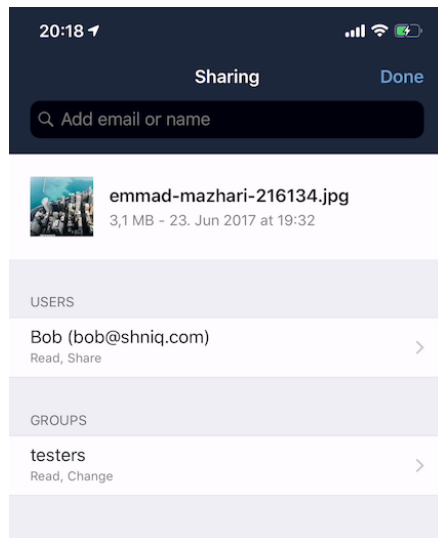 20:18
Sharing
Done
Add email or name
emmad-mazhari-216134.jpg
3,1 MB - 23. Jun 2017 at 19:32
USERS
Bob (bob@shniq.com)
Read, Share
GROUPS
testers
Read, Change